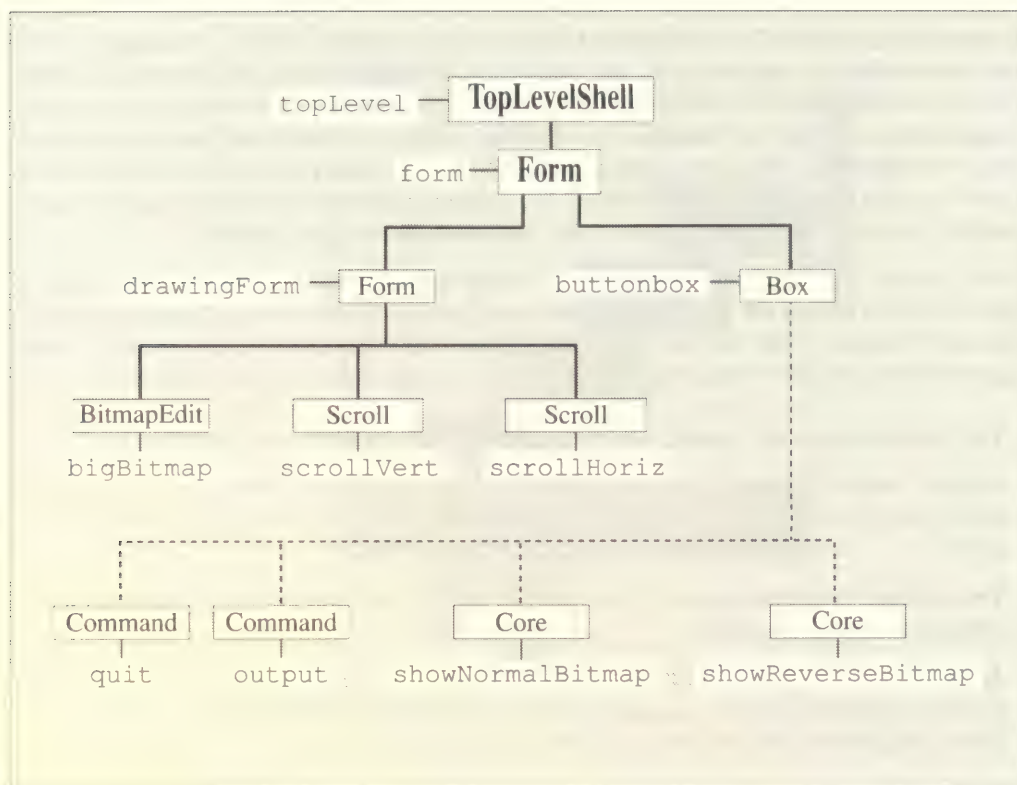 topLevel TopLevelShell
form Form
drawingForm Form buttonbox Box
BitmapEdit Scroll Scroll
bigBitmap scrollVert scrollHoriz
Command Command Core Core
quit output showNormalBitmap showReverseBitmap